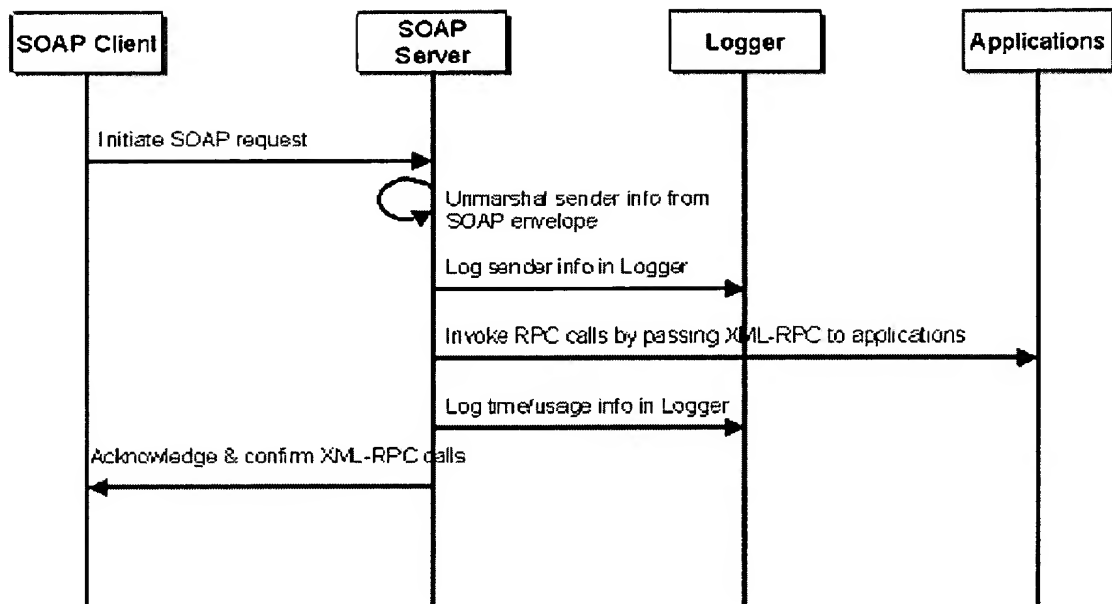 SOAP Client
SOAP
Server
Logger
Applications
Initiate SOAP request
Unmarshal sender info from
SOAP envelope
Log sender info in Logger
Invoke RPC calls by passing XML-RPC to applications
Log time/usage info in Logger
Acknowledge & confirm XML-RPC calls